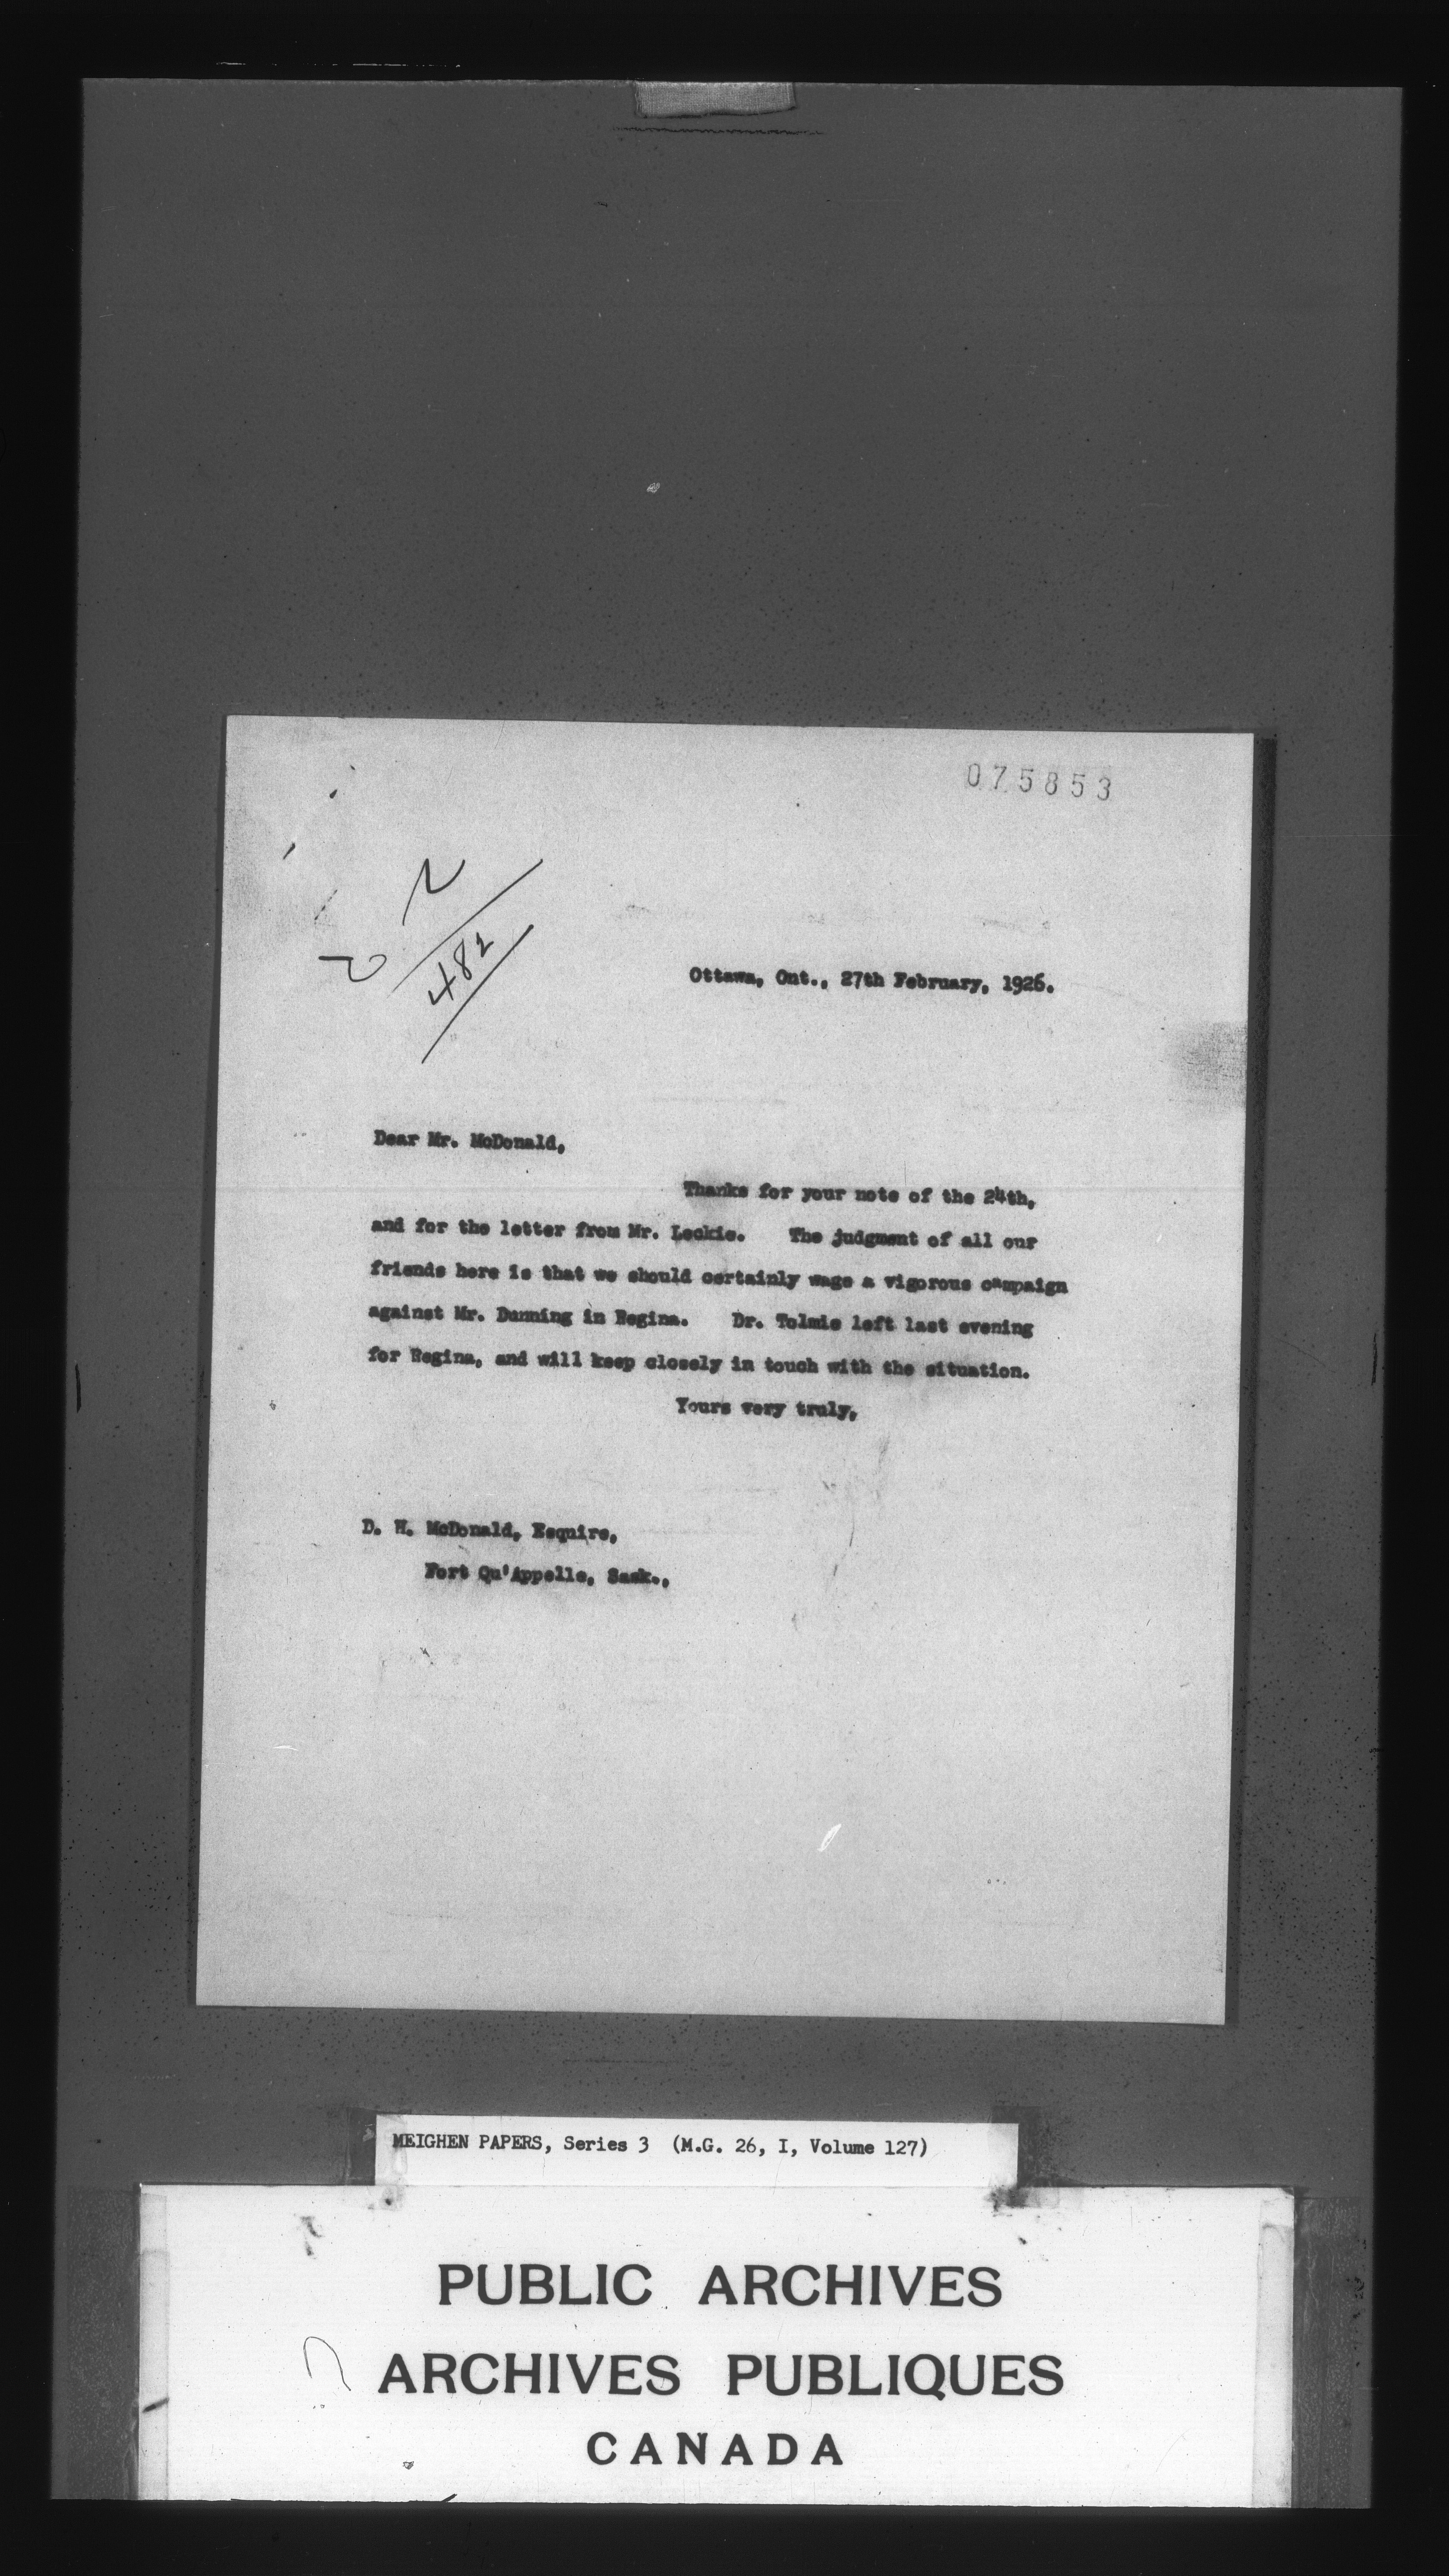 075853
482
Ottawa, Ont., 27th February, 1926.
Dear Mr. McDonald,
Thanks for your note of the 24th,
and for the letter from Mr. Leckie. The judgment of all our
friends here is that we should certainly wage a vigorous campaign
against Mr. Dunning in Regina. Dr. Tolmie left last evening
for Regina, and will keep closely in touch with the situation.
Yours very truly,
D. H. McDonald, Esquire,
Fort Qu'Appelle, Sask.,
MEIGHEN PAPERS, Series 3 (M.G. 26, I, Volume 127)
PUBLIC ARCHIVES
ARCHIVES PUBLIQUES
CANADA